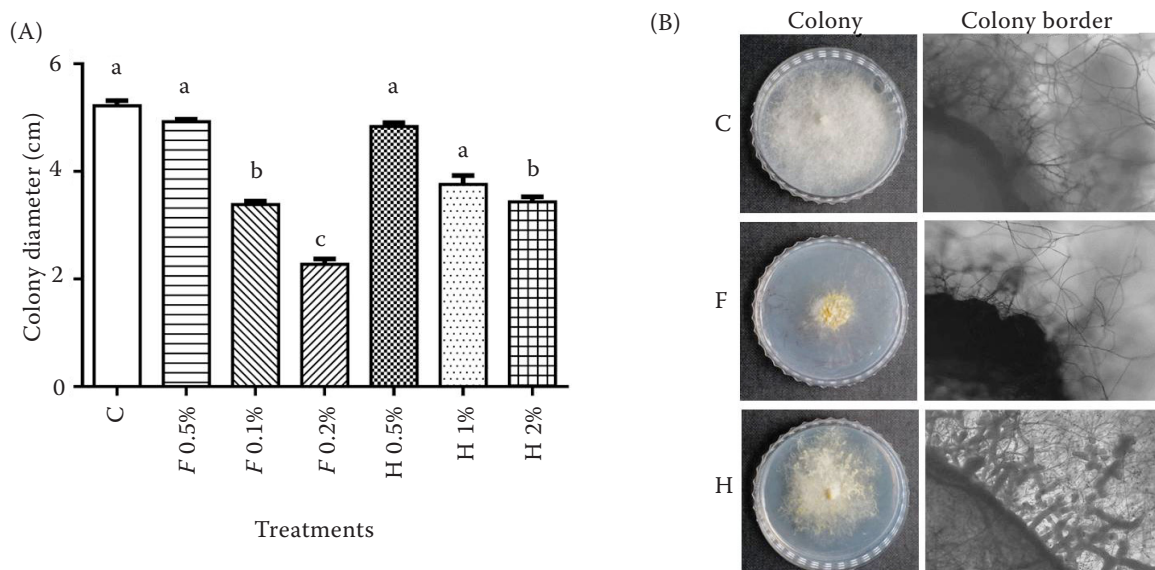 (A)
Colony diameter (cm)
6
4
2
0
a
a
b
c
a
a
b
C
F 0.5%
F 0.1%
F 0.2%
H 0.5%
H 1%
H 2%
Treatments
(B)
Colony Colony border
C
F
H